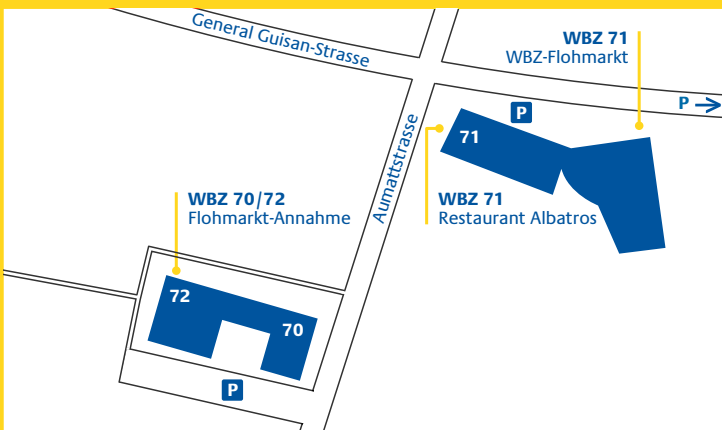 General Guisan-Strasse
WBZ 71
WBZ-Flohmarkt
P →
P
71
Aumattstrasse
WBZ 70/72
Flohmarkt-Annahme
WBZ 71
Restaurant Albatros
72
70
P